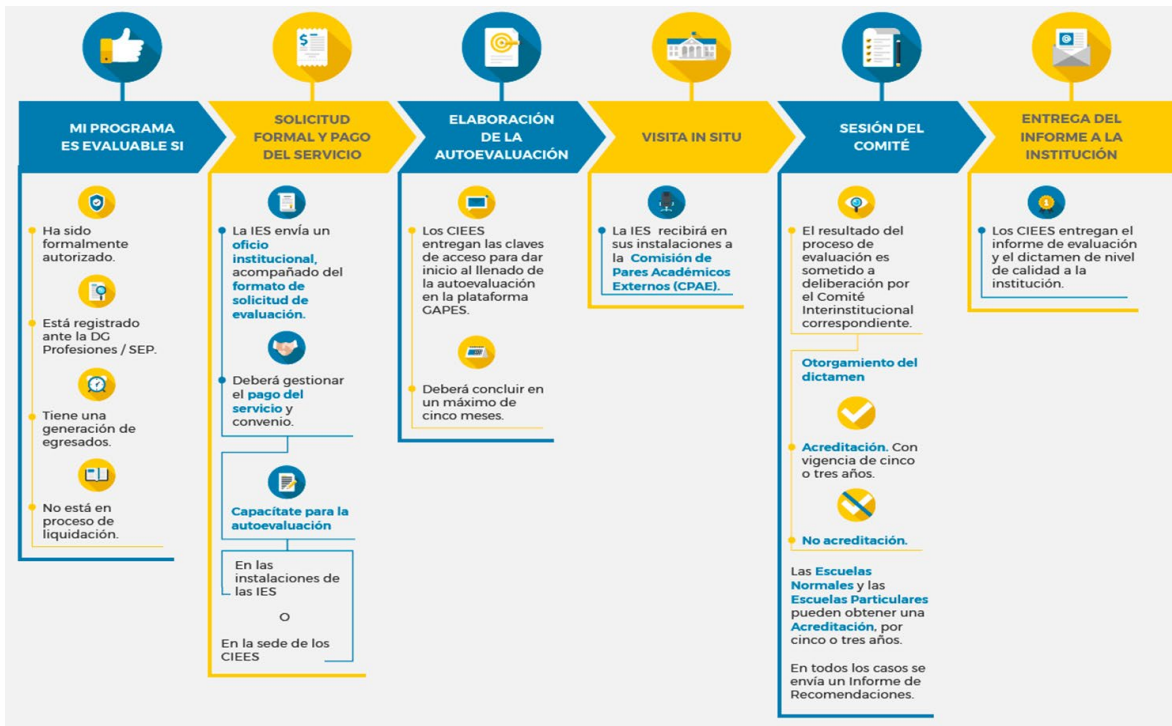 MI PROGRAMA
ES EVALUABLE SI
Ha sido
formalmente
autorizado.
Está registrado
ante la DG
Profesiones / SEP.
Tiene una
generación de
egresados.
No está en
proceso de
liquidación.
SOLICITUD
FORMAL Y PAGO
DEL SERVICIO
La IES envía un
oficio
institucional,
acompañado del
formato de
solicitud de
evaluación.
Deberá gestionar
el pago del
servicio y
convenio.
Capacítate para la
autoevaluación
En las
instalaciones de
las IES
O
En la sede de los
CIEES
ELABORACIÓN
DE LA
AUTOEVALUACIÓN
Los CIEES
entregan las claves
de acceso para dar
inicio al llenado de
la autoevaluación
en la plataforma
GAPES.
Deberá concluir en
un máximo de
cinco meses.
VISITA IN SITU
La IES recibirá en
sus instalaciones a
la Comisión de
Pares Académicos
Externos (CPAE).
SESIÓN DEL
COMITÉ
El resultado del
proceso de
evaluación es
sometido a
deliberación por
el Comité
Interinstitucional
correspondiente.
Otorgamiento del
dictamen
Acreditación. Con
vigencia de cinco
o tres años.
No acreditación.
Las Escuelas
Normales y las
Escuelas Particulares
pueden obtener una
Acreditación, por
cinco o tres años.
En todos los casos se
envía un Informe de
Recomendaciones.
ENTREGA DEL
INFORME A LA
INSTITUCIÓN
Los CIEES entregan el
informe de evaluación
y el dictamen de nivel
de calidad a la
institución.